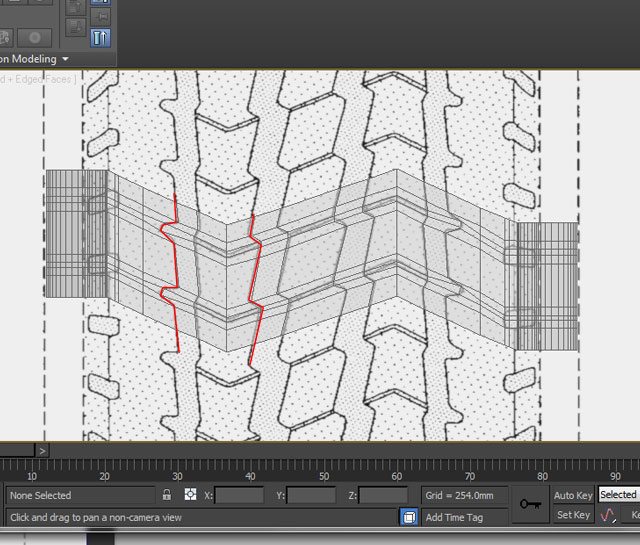 on Modeling
d + Edged Faces ]
>
10 20 30 40 50 60 70 80 90
None Selected X: Y: Z: Grid = 254.0mm Auto Key Selected
Click and drag to pan a non-camera view Add Time Tag Set Key Ke